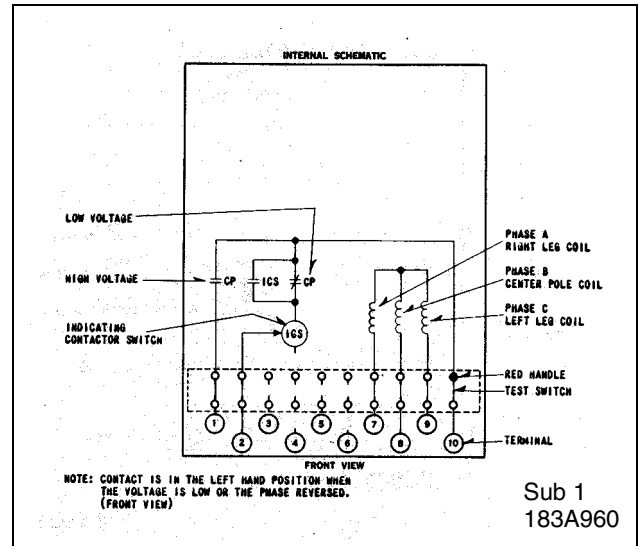 INTERNAL SCHEMATIC
LOW VOLTAGE
HIGH VOLTAGE
CP
ICS
CP
PHASE A
RIGHT LEG COIL
PHASE B
CENTER POLE COIL
PHASE C
LEFT LEG COIL
INDICATING
CONTACTOR SWITCH
ICS
RED HANDLE
TEST SWITCH
1
3
5
7
9
2
4
6
8
10
TERMINAL
FRONT VIEW
NOTE: CONTACT IS IN THE LEFT HAND POSITION WHEN
THE VOLTAGE IS LOW OR THE PHASE REVERSED.
(FRONT VIEW)
Sub 1
183A960